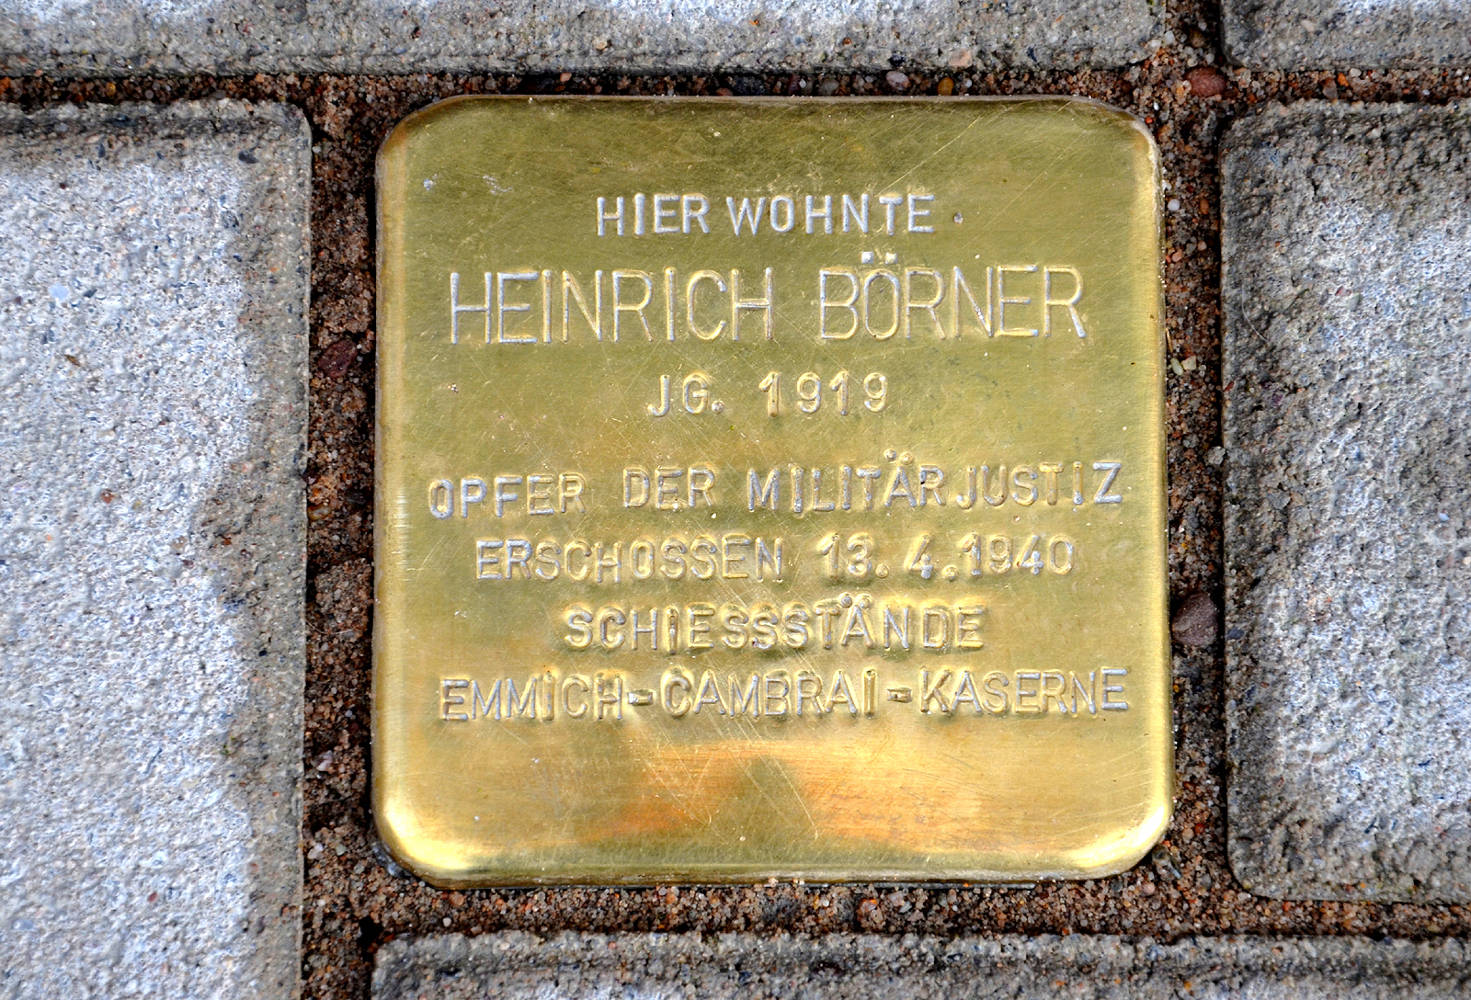 HIER WOHNTE
HEINRICH BÖRNER
JG. 1919
OPFER DER MILITÄRJUSTIZ
ERSCHOSSEN 13.4.1940
SCHIESSSTÄNDE
EMMICH-CAMBRAI-KASERNE